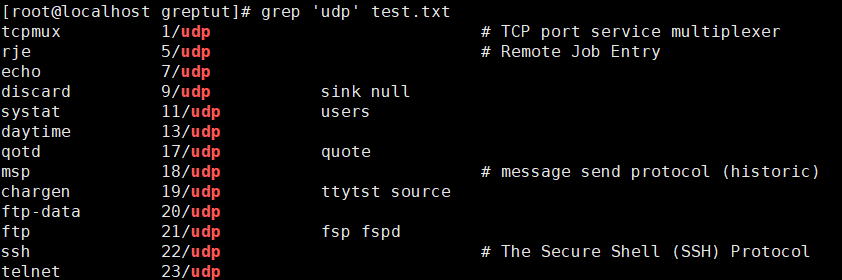 [root@localhost greptut]# grep 'udp' test.txt
tcpmux 1/udp # TCP port service multiplexer
rje 5/udp # Remote Job Entry
echo 7/udp
discard 9/udp sink null
systat 11/udp users
daytime 13/udp
qotd 17/udp quote
msp 18/udp # message send protocol (historic)
chargen 19/udp ttytst source
ftp-data 20/udp
ftp 21/udp fsp fspd
ssh 22/udp # The Secure Shell (SSH) Protocol
telnet 23/udp